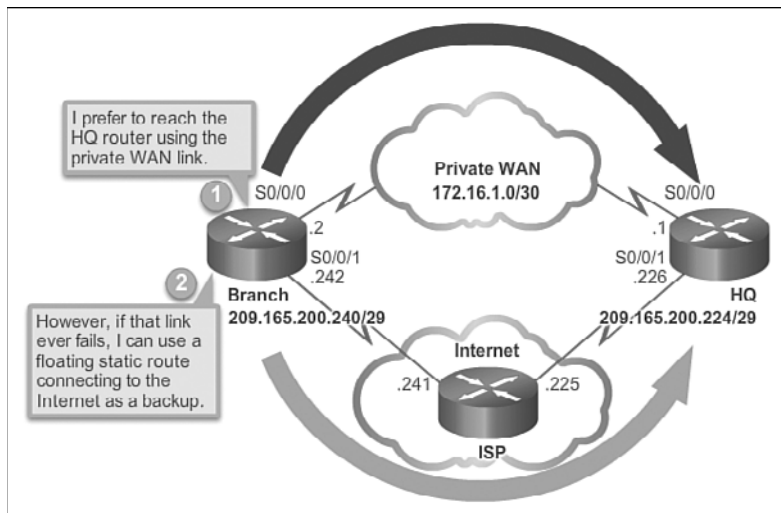 I prefer to reach the
HQ router using the
private WAN link.
1
S0/0/0
Private WAN
172.16.1.0/30
S0/0/0
.2
.1
S0/0/1
.242
S0/0/1
.226
2
Branch
HQ
209.165.200.240/29
209.165.200.224/29
However, if that link
ever fails, I can use a
floating static route
connecting to the
Internet as a backup.
Internet
.241
.225
ISP